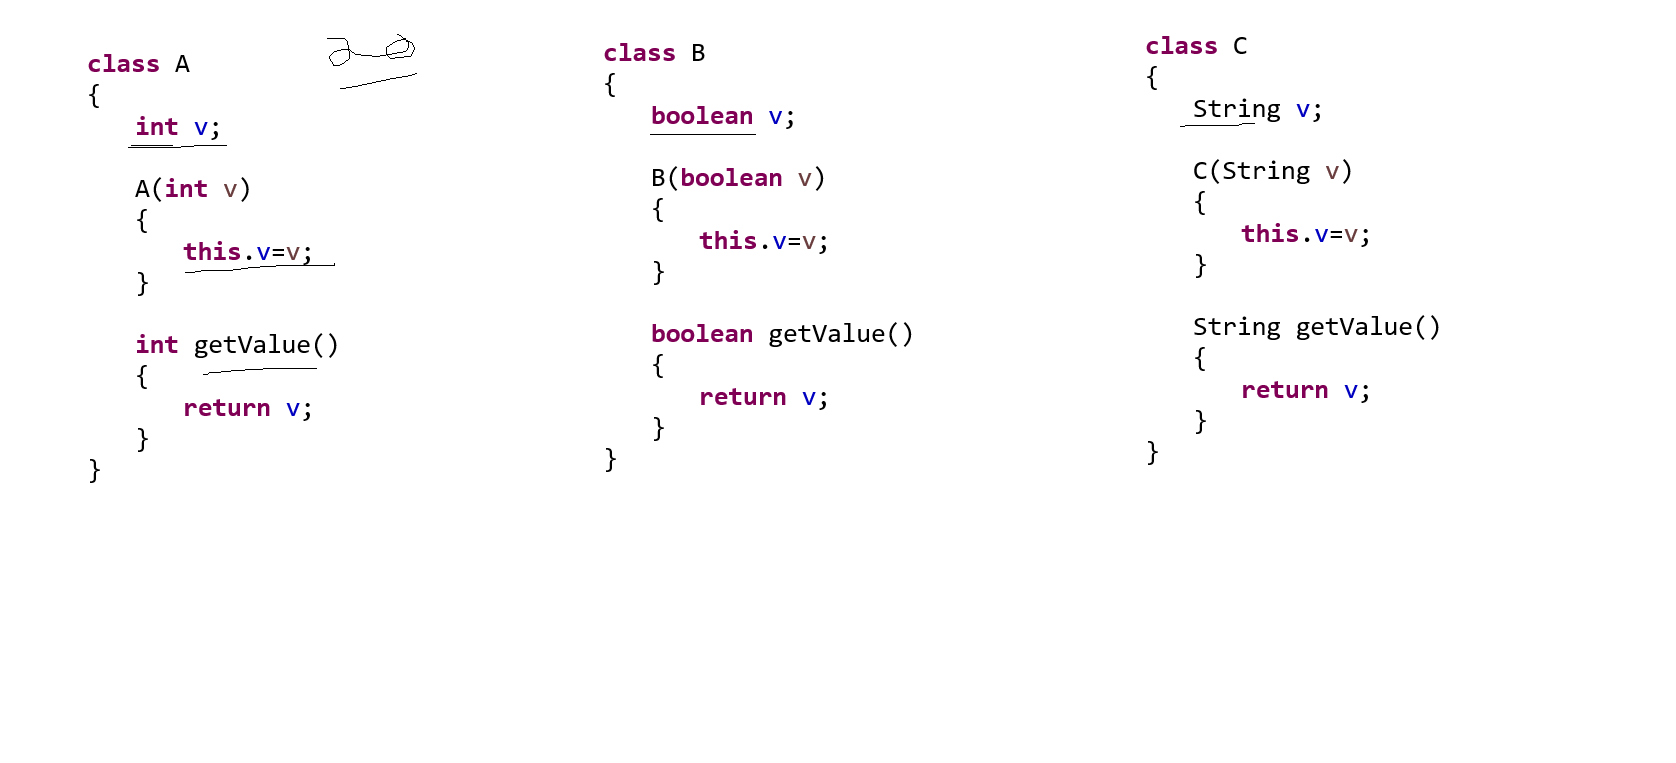 class A
{
int v;
A(int v)
{
this.v=v;
}
int getValue()
{
return v;
}
}
class B
{
boolean v;
B(boolean v)
{
this.v=v;
}
boolean getValue()
{
return v;
}
}
class C
{
String v;
C(String v)
{
this.v=v;
}
String getValue()
{
return v;
}
}